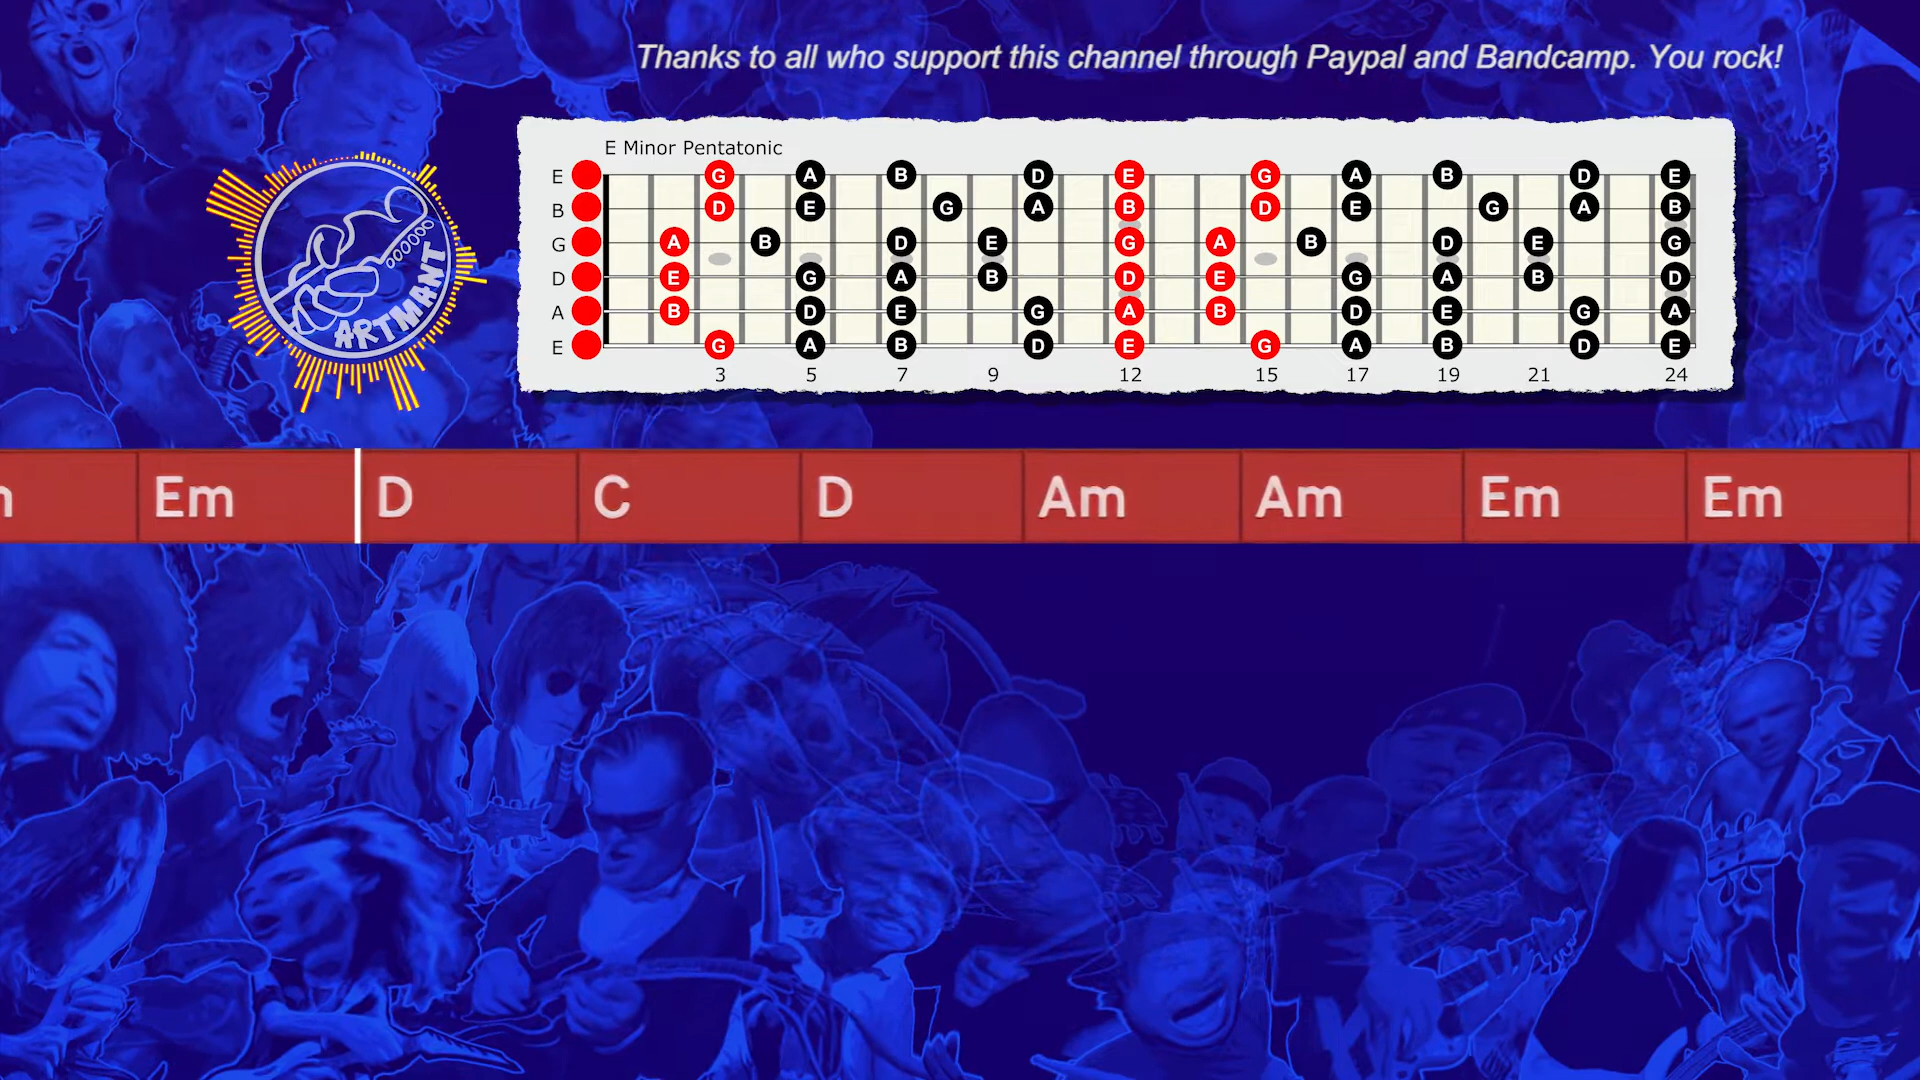 Thanks to all who support this channel through Paypal and Bandcamp. You rock!
E Minor Pentatonic
E G A B D E G A B D E
B D E G A B D E G A B
G A B D E G A B D E G
D E G A B D E G A B D
A B D E G A B D E G A
E G A B D E G A B D E
3 5 7 9 12 15 17 19 21 24
ARTMANT
Em D C D Am Am Em Em